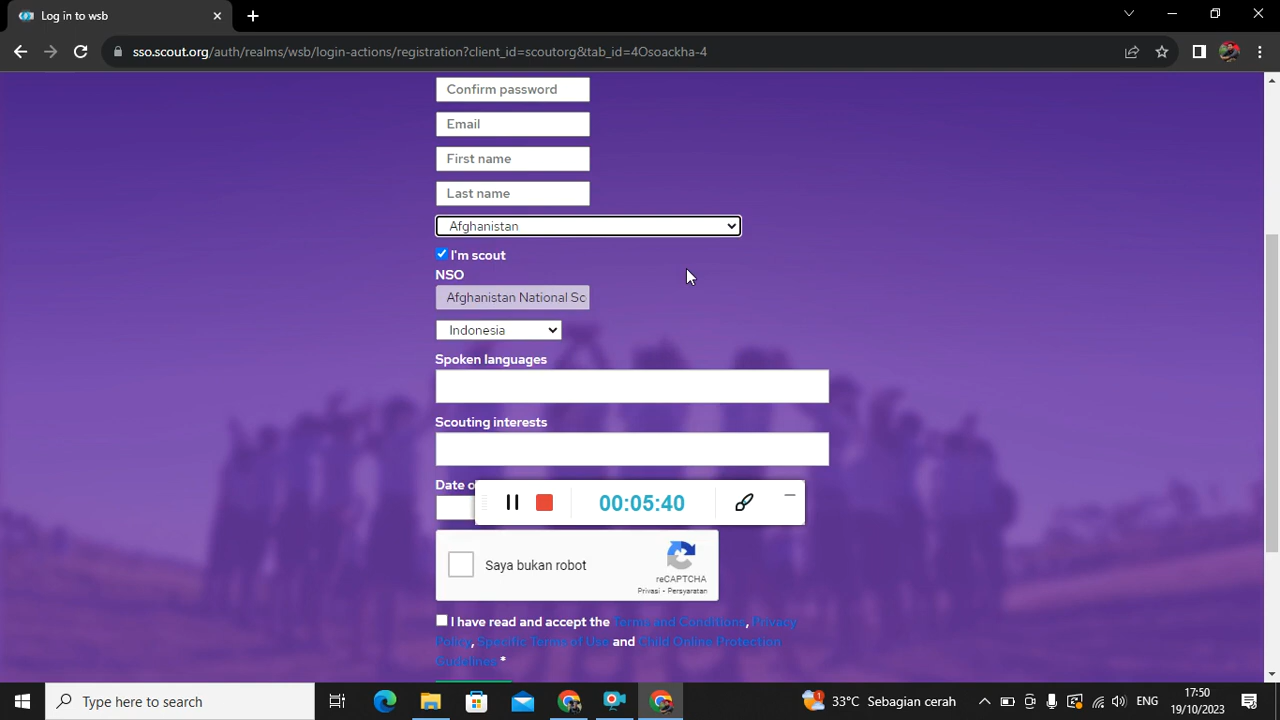 Log in to wsb
sso.scout.org/auth/realms/wsb/login-actions/registration?client_id=scoutorg&tab_id=4Osoackha-4
Confirm password
Email
First name
Last name
Afghanistan
I'm scout
NSO
Afghanistan National Sc
Indonesia
Spoken languages
Scouting interests
Date o
00:05:40
Saya bukan robot
reCAPTCHA
Privasi - Persyaratan
I have read and accept the Terms and Conditions, Privacy
Policy, Specific Terms of Use and Child Online Protection
Guidelines *
Type here to search
1
33°C Sebagian cerah
ENG
17:50
19/10/2023